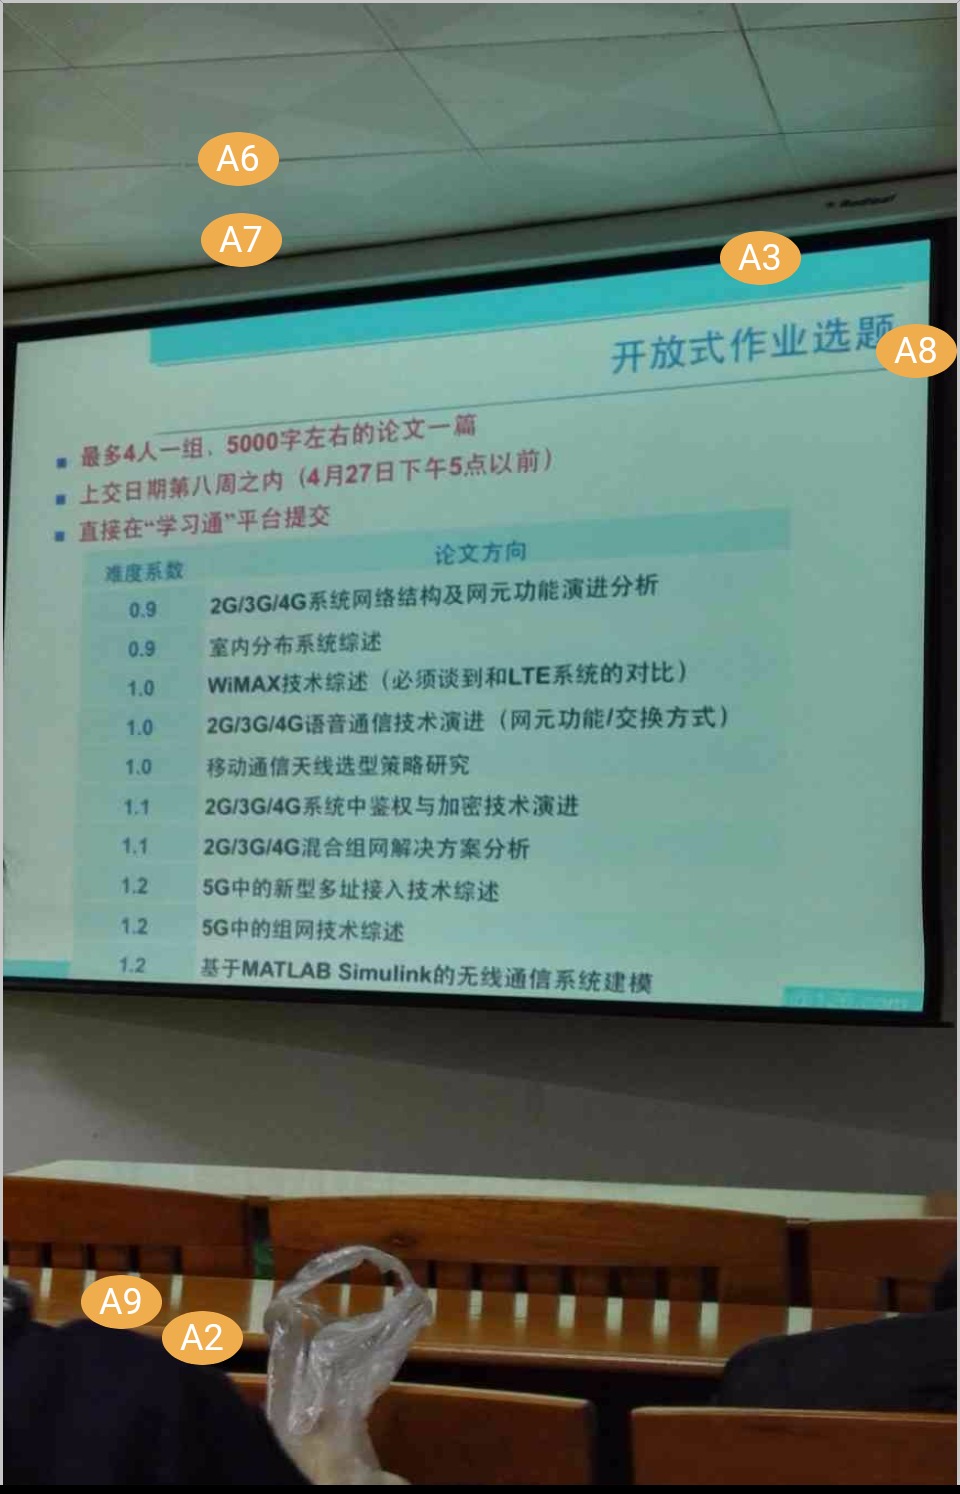 A6
A7
A3
开放式作业选题
A8
最多4人一组、5000字左右的论文一篇
上交日期第八周之内（4月27日下午5点以前）
直接在“学习通”平台提交
难度系数 论文方向
0.9 2G/3G/4G系统网络结构及网元功能演进分析
0.9 室内分布系统综述
1.0 WiMAX技术综述（必须谈到和LTE系统的对比）
1.0 2G/3G/4G语音通信技术演进（网元功能/交换方式）
1.0 移动通信天线选型策略研究
1.1 2G/3G/4G系统中鉴权与加密技术演进
1.1 2G/3G/4G混合组网解决方案分析
1.2 5G中的新型多址接入技术综述
1.2 5G中的组网技术综述
1.2 基于MATLAB Simulink的无线通信系统建模
A9
A2